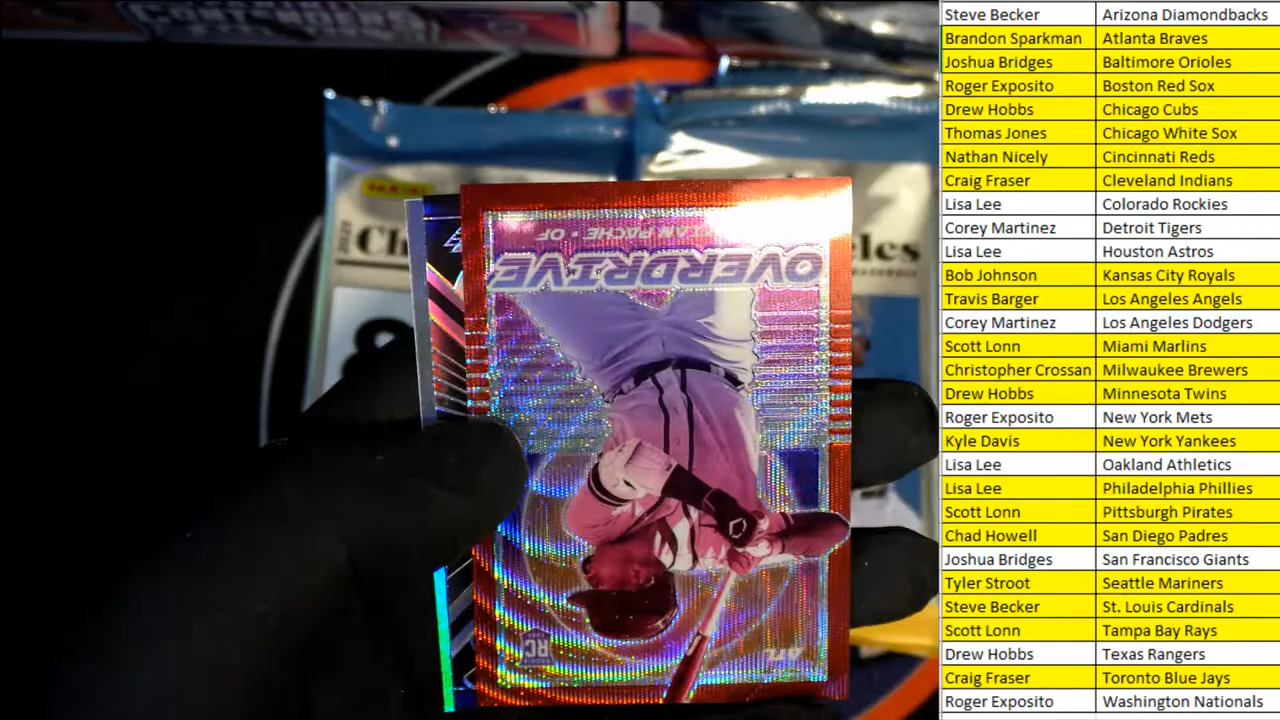 Steve Becker Arizona Diamondbacks
Brandon Sparkman Atlanta Braves
Joshua Bridges Baltimore Orioles
Roger Exposito Boston Red Sox
Drew Hobbs Chicago Cubs
Thomas Jones Chicago White Sox
Nathan Nicely Cincinnati Reds
Craig Fraser Cleveland Indians
Lisa Lee Colorado Rockies
Corey Martinez Detroit Tigers
Lisa Lee Houston Astros
Bob Johnson Kansas City Royals
Travis Barger Los Angeles Angels
Corey Martinez Los Angeles Dodgers
Scott Lonn Miami Marlins
Christopher Crossan Milwaukee Brewers
Drew Hobbs Minnesota Twins
Roger Exposito New York Mets
Kyle Davis New York Yankees
Lisa Lee Oakland Athletics
Lisa Lee Philadelphia Phillies
Scott Lonn Pittsburgh Pirates
Chad Howell San Diego Padres
Joshua Bridges San Francisco Giants
Tyler Stroot Seattle Mariners
Steve Becker St. Louis Cardinals
Scott Lonn Tampa Bay Rays
Drew Hobbs Texas Rangers
Craig Fraser Toronto Blue Jays
Roger Exposito Washington Nationals
PANINI
2021
PACHE • OF
OVERDRIVE
RC
ATL